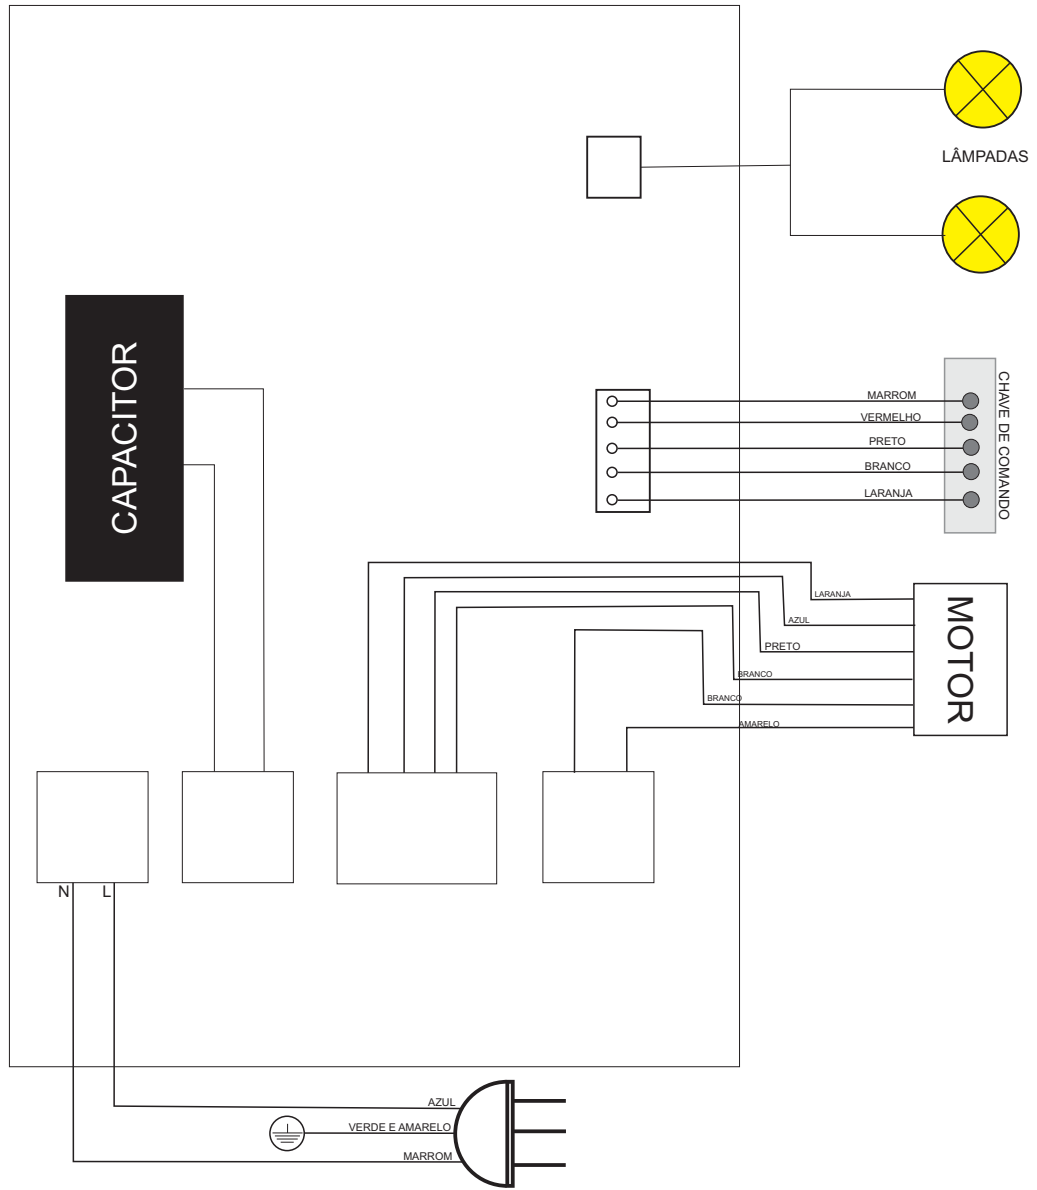 LÂMPADAS
CAPACITOR
MARROM
VERMELHO
PRETO
BRANCO
LARANJA
CHAVE DE COMANDO
LARANJA
AZUL
PRETO
BRANCO
BRANCO
AMARELO
MOTOR
N L
AZUL
VERDE E AMARELO
MARROM